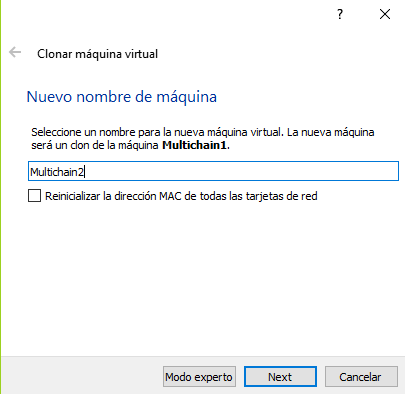 ?
Clonar máquina virtual
Nuevo nombre de máquina
Seleccione un nombre para la nueva máquina virtual. La nueva máquina
será un clon de la máquina Multichain1.
Multichain2
Reinicializar la dirección MAC de todas las tarjetas de red
Modo experto Next Cancelar